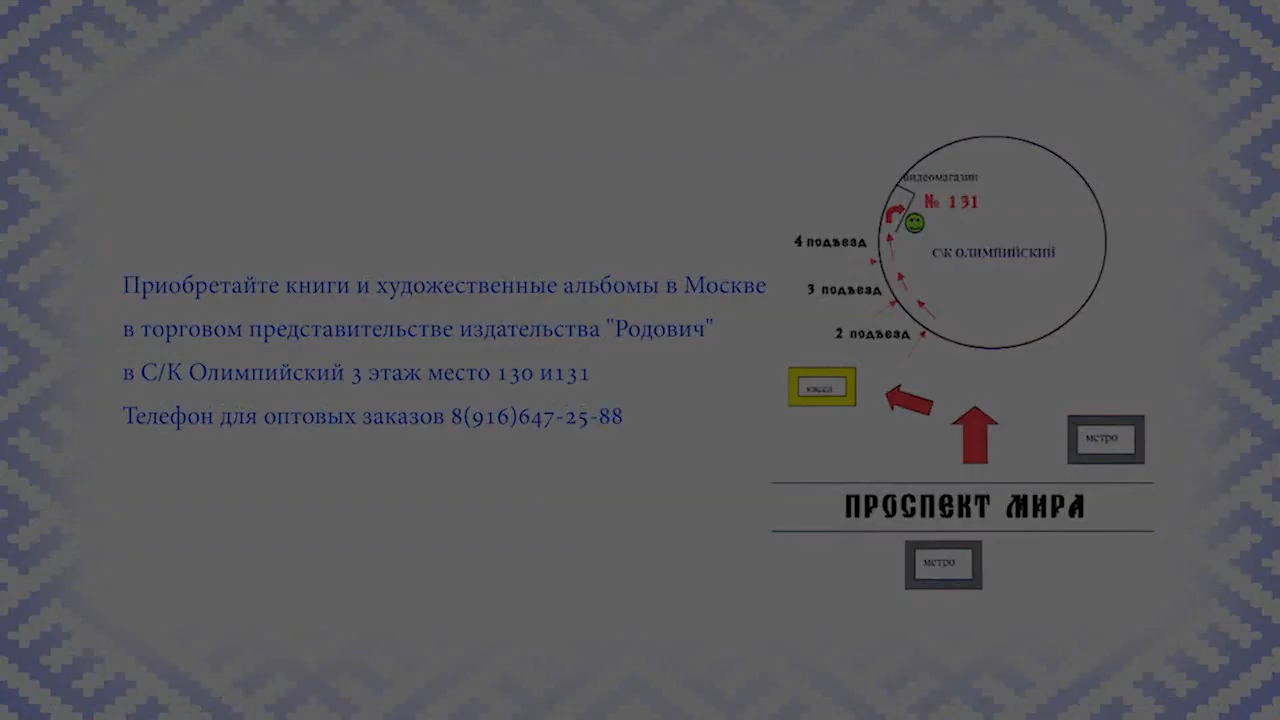 Приобретайте книги и художественные альбомы в Москве
в торговом представительстве издательства "Родович"
в С/К Олимпийский 3 этаж место 130 и131
Телефон для оптовых заказов 8(916)647-25-88
видеомагазин
№ 131
4 подъезд
С\К ОЛИМПИЙСКИЙ
3 подъезд
2 подъезд
касса
метро
ПРОСПЕКТ МИРА
метро